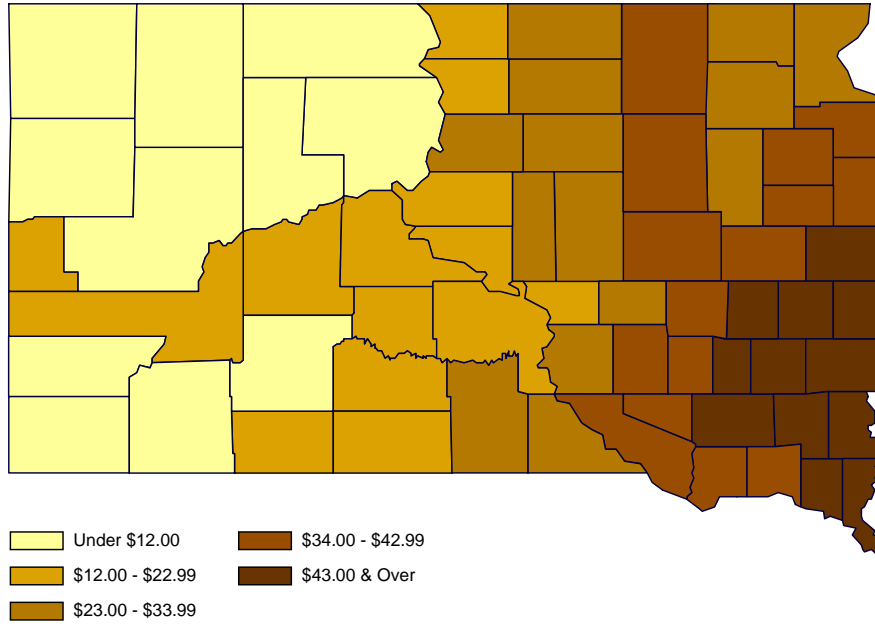 Under $12.00
$12.00 - $22.99
$23.00 - $33.99
$34.00 - $42.99
$43.00 & Over